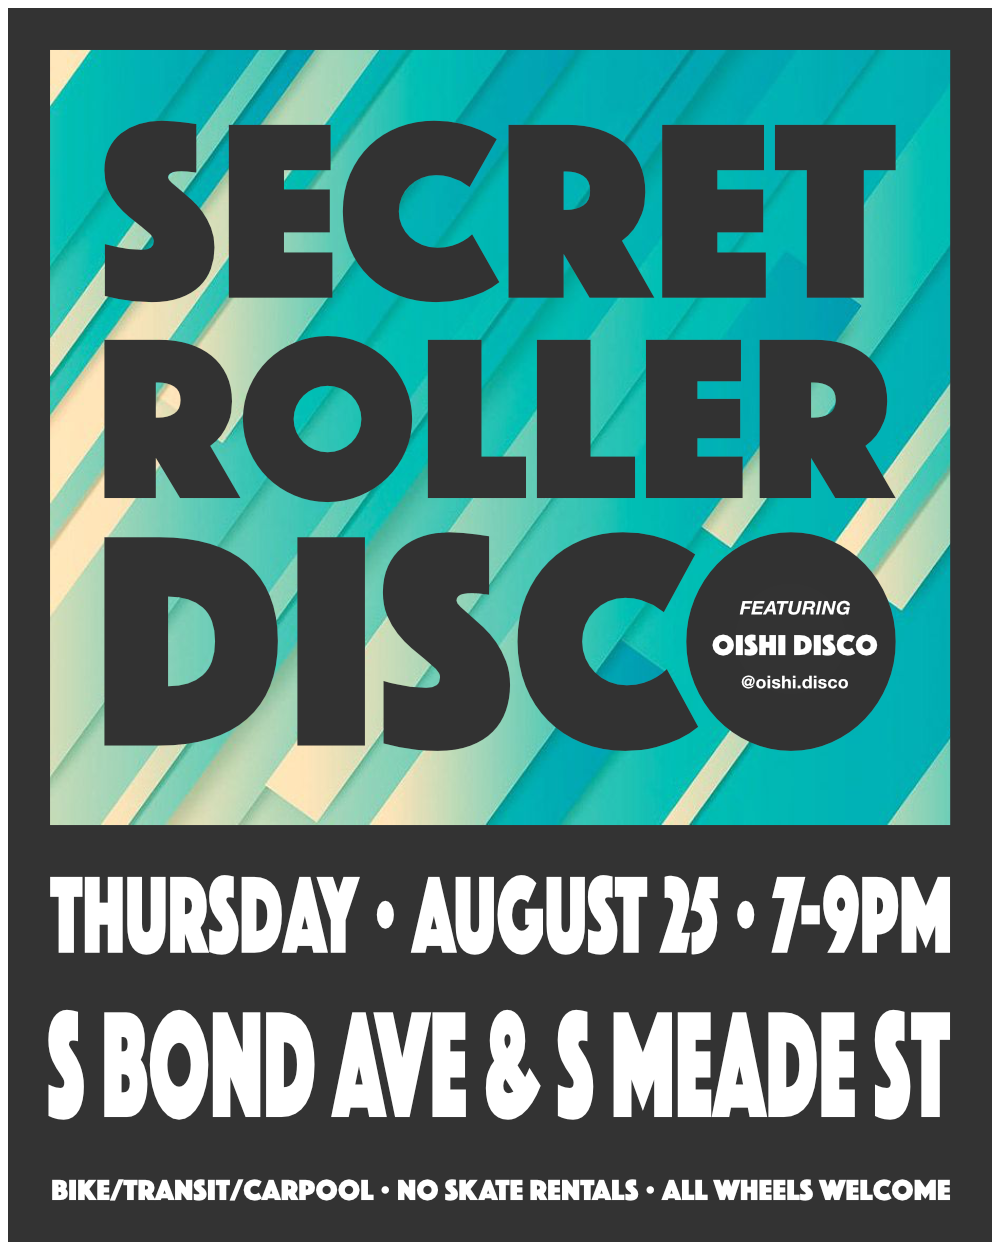 SECRET
ROLLER
DISCO
FEATURING
OISHI DISCO
@oishi.disco
THURSDAY • AUGUST 25 • 7-9PM
S BOND AVE & S MEADE ST
BIKE/TRANSIT/CARPOOL • NO SKATE RENTALS • ALL WHEELS WELCOME